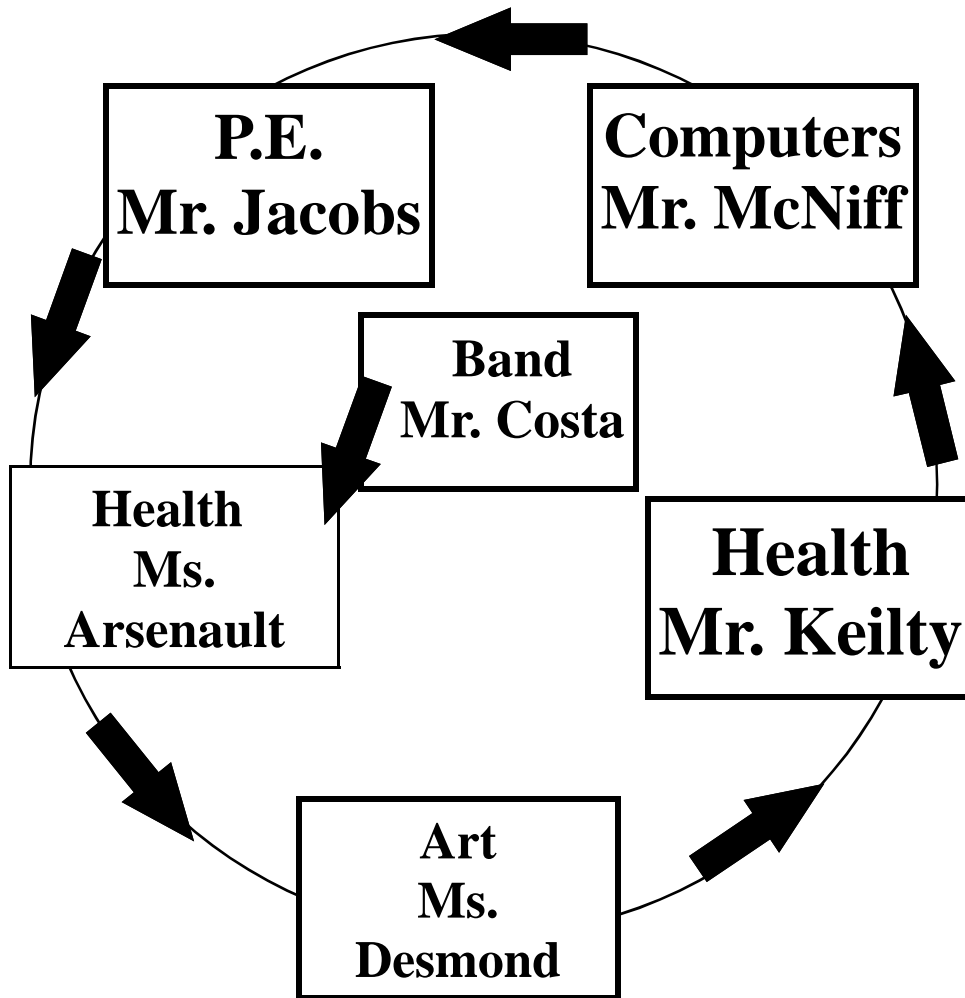 P.E.
Mr. Jacobs
Computers
Mr. McNiff
Band
Mr. Costa
Health
Ms.
Arsenault
Health
Mr. Keilty
Art
Ms.
Desmond